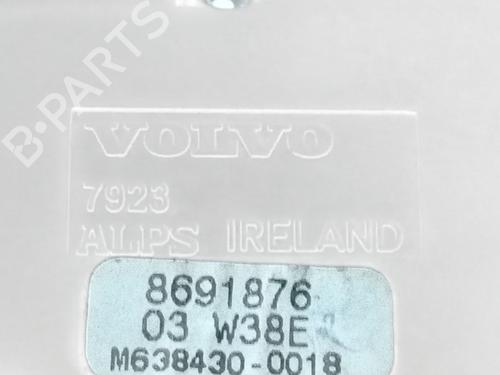 B-PARTS
VOLVO
7923
ALPS IRELAND
8691876
03 W38E
M638430-0018